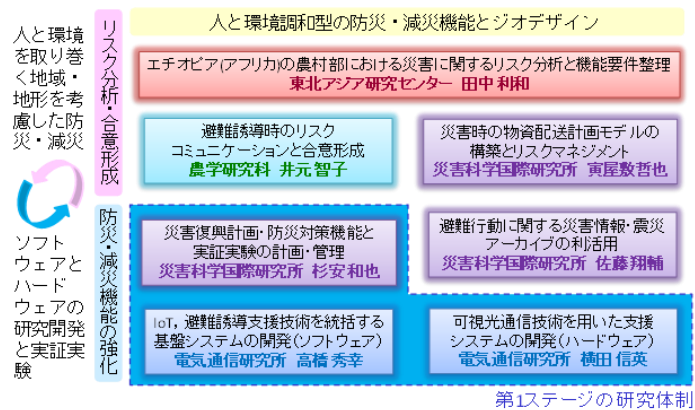 人と環境調和型の防災・減災機能とジオデザイン
人と環境
を取り巻
く地域・
地形を考
慮した防
災・減災
リスク分析・合意形成
エチオピア(アフリカ)の農村部における災害に関するリスク分析と機能要件整理
東北アジア研究センター 田中 利和
避難誘導時のリスク
コミュニケーションと合意形成
農学研究科 井元 智子
災害時の物資配送計画モデルの
構築とリスクマネジメント
災害科学国際研究所 寅屋敷哲也
ソフト
ウェアと
ハード
ウェアの
研究開発
と実証実
験
防災・減災機能の強化
災害復興計画・防災対策機能と
実証実験の計画・管理
災害科学国際研究所 杉安和也
避難行動に関する災害情報・震災
アーカイブの利活用
災害科学国際研究所 佐藤翔輔
IoT，避難誘導支援技術を統括する
基盤システムの開発(ソフトウェア)
電気通信研究所 高橋 秀幸
可視光通信技術を用いた支援
システムの開発(ハードウェア)
電気通信研究所 横田 信英
第1ステージの研究体制